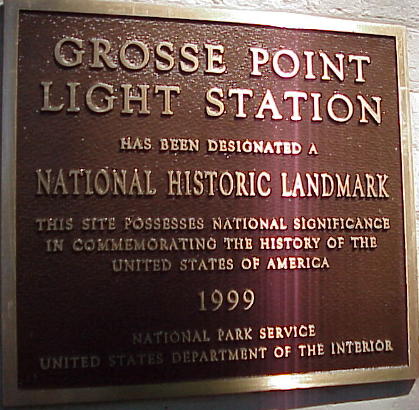 GROSSE POINT
LIGHT STATION
HAS BEEN DESIGNATED A
NATIONAL HISTORIC LANDMARK
THIS SITE POSSESSES NATIONAL SIGNIFICANCE
IN COMMEMORATING THE HISTORY OF THE
UNITED STATES OF AMERICA
1999
NATIONAL PARK SERVICE
UNITED STATES DEPARTMENT OF THE INTERIOR